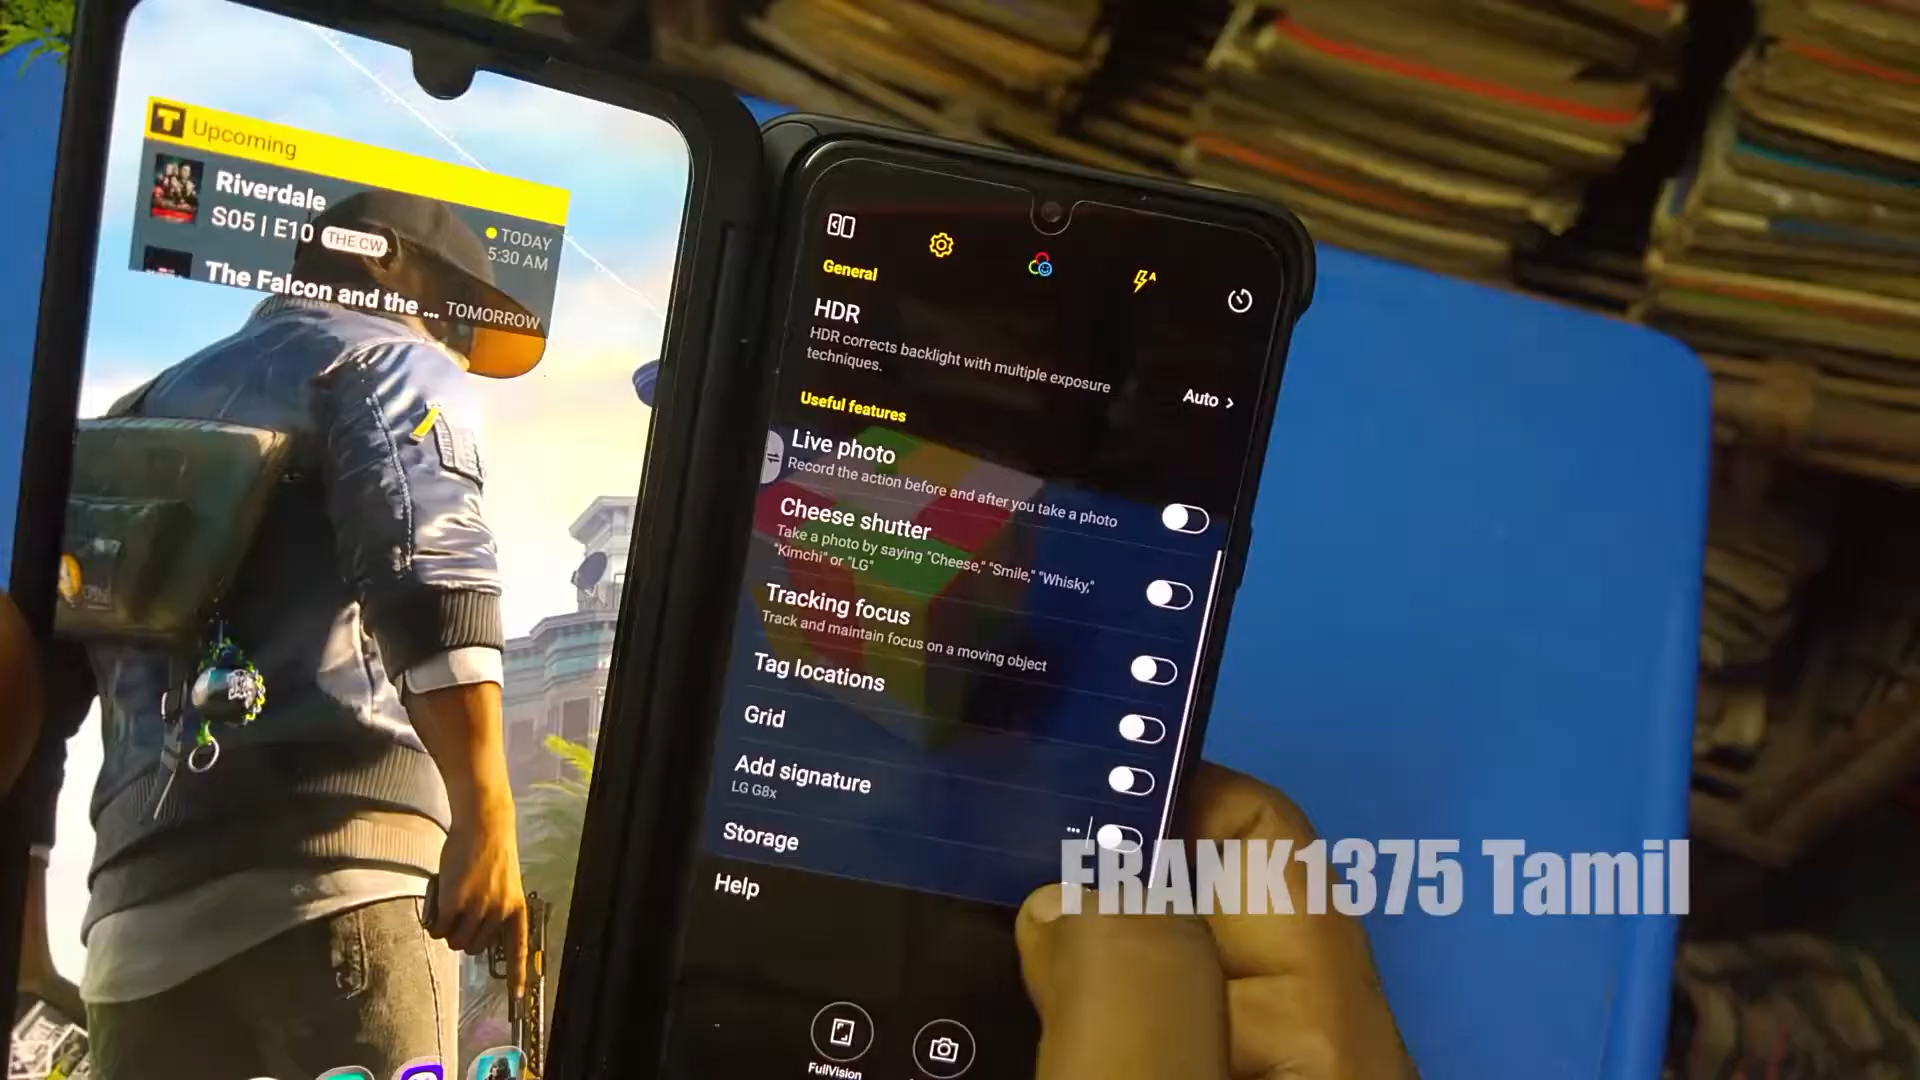 Upcoming
Riverdale
S05 | E10 THE CW
TODAY
5:30 AM
The Falcon and the ...
TOMORROW
General
HDR
HDR corrects backlight with multiple exposure
techniques.
Auto >
Useful features
Live photo
Record the action before and after you take a photo
Cheese shutter
Take a photo by saying "Cheese," "Smile," "Whisky,"
"Kimchi" or "LG"
Tracking focus
Track and maintain focus on a moving object
Tag locations
Grid
Add signature
LG G8x
...
Storage
Help
FullVision
FRANK1375 Tamil